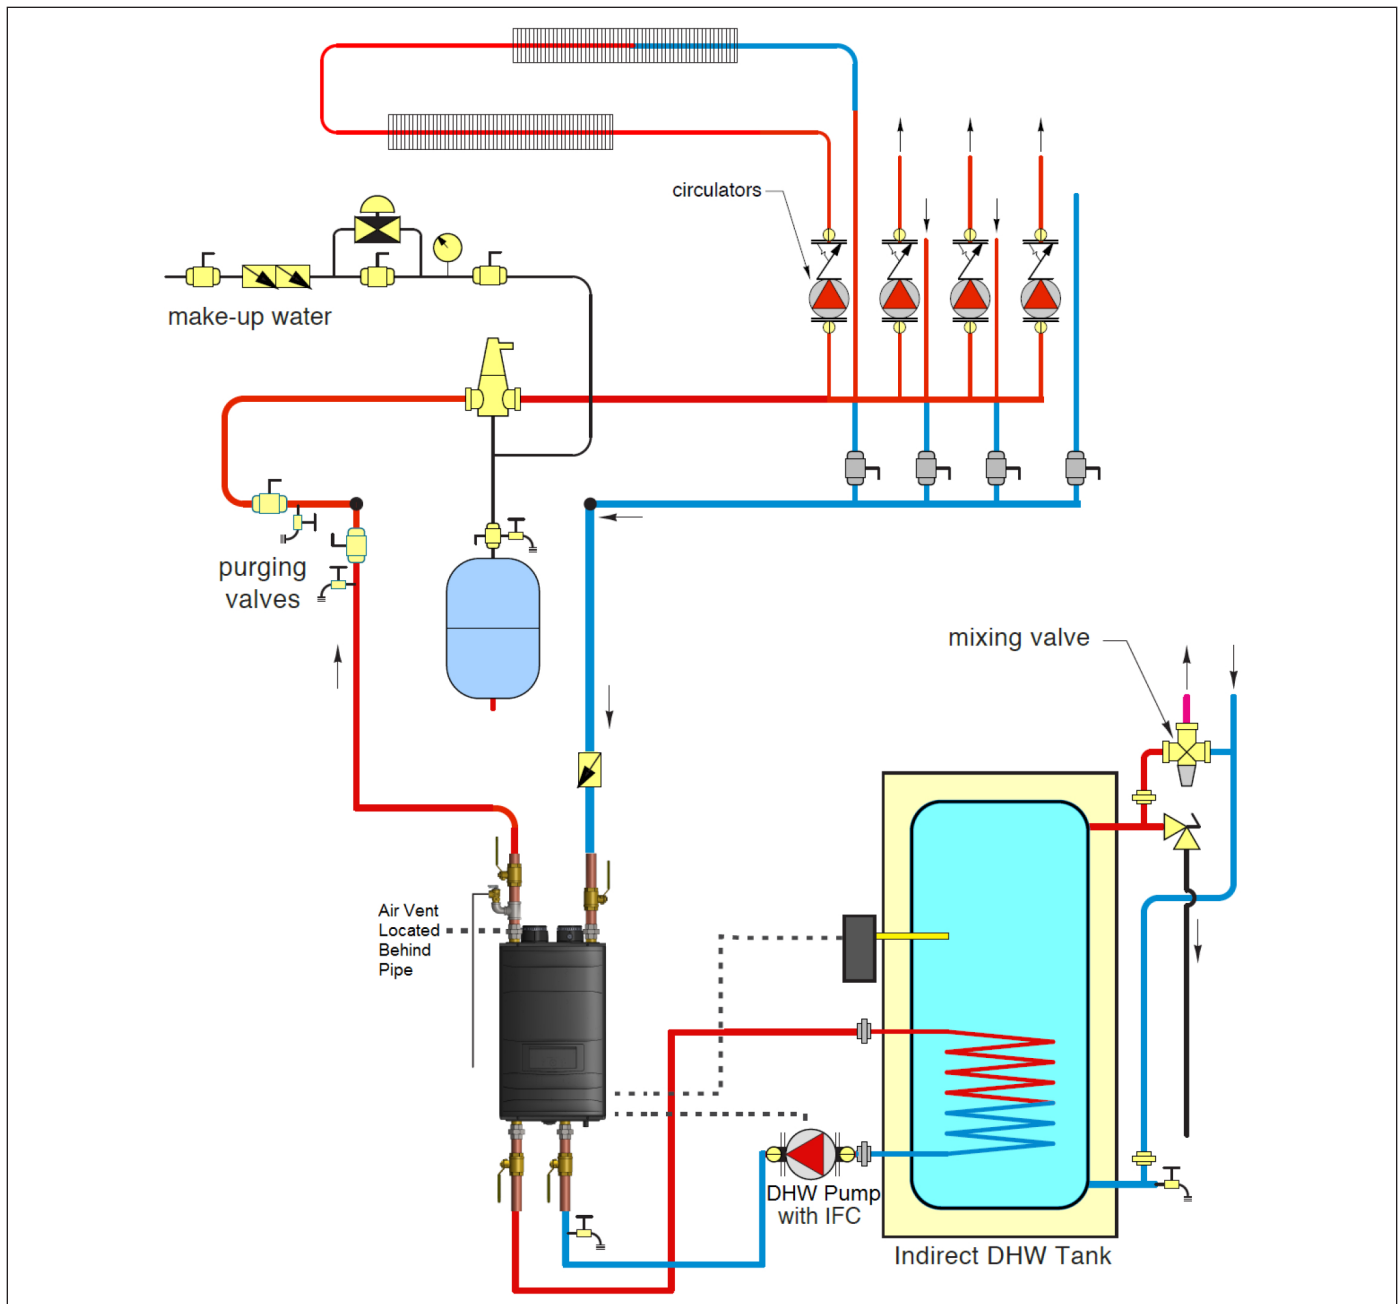 circulators
make-up water
purging
valves
mixing valve
Air Vent
Located
Behind
Pipe
DHW Pump
with IFC
Indirect DHW Tank